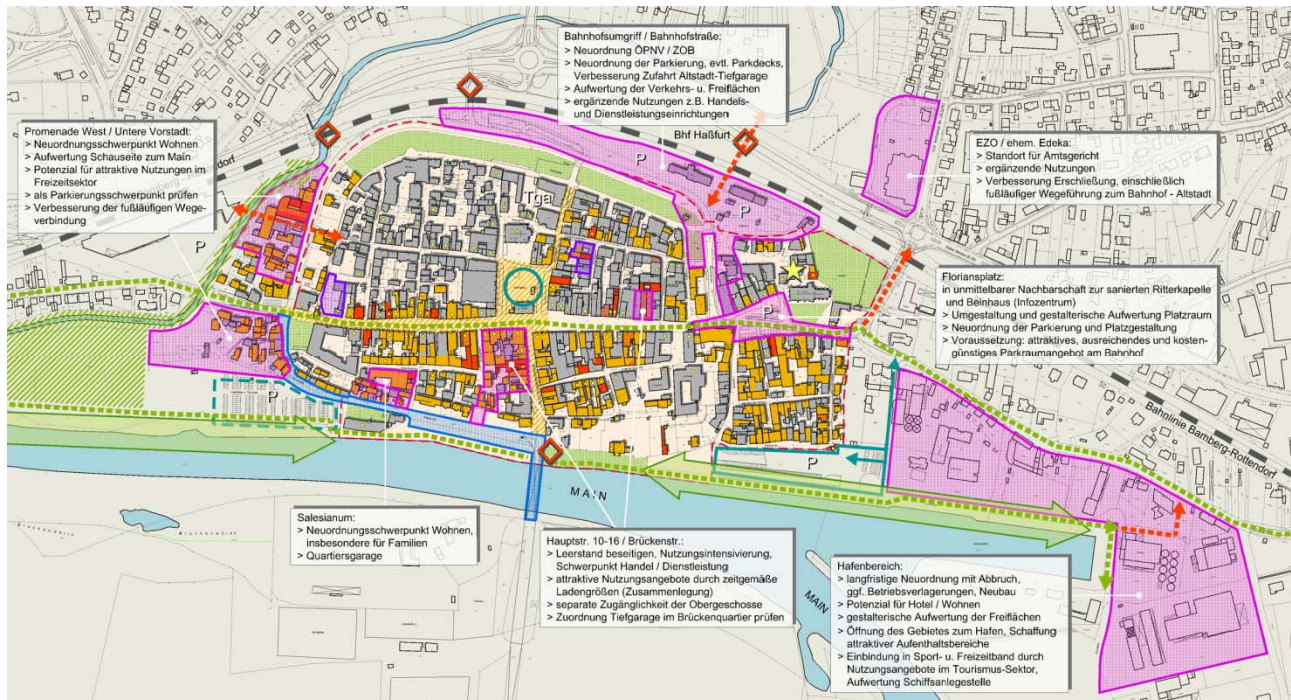 Bahnhofsumgriff / Bahnhofstraße:
> Neuordnung ÖPNV / ZOB
> Neuordnung der Parkierung, evtl. Parkdecks,
Verbesserung Zufahrt Altstadt-Tiefgarage
> Aufwertung der Verkehrs- u. Freiflächen
> ergänzende Nutzungen z.B. Handels-
und Dienstleistungseinrichtungen
Promenade West / Untere Vorstadt:
> Neuordnungsschwerpunkt Wohnen
> Aufwertung Schauseite zum Main
> Potenzial für attraktive Nutzungen im
Freizeitsektor
> als Parkierungsschwerpunkt prüfen
> Verbesserung der fußläufigen Wege-
verbindung
Bhf Haßfurt
EZO / ehem. Edeka:
> Standort für Amtsgericht
> ergänzende Nutzungen
> Verbesserung Erschließung, einschließlich
fußläufiger Wegeführung zum Bahnhof - Altstadt
P
P
Tga
P
P
Floriansplatz:
in unmittelbarer Nachbarschaft zur sanierten Ritterkapelle
und Beinhaus (Infozentrum)
> Umgestaltung und gestalterische Aufwertung Platzraum
> Neuordnung der Parkierung und Platzgestaltung
> Voraussetzung: attraktives, ausreichendes und kosten-
günstiges Parkraumangebot am Bahnhof
P
P
Bahnlinie Bamberg-Rottendorf
MAIN
Salesianum:
> Neuordnungsschwerpunkt Wohnen,
insbesondere für Familien
> Quartiersgarage
Hauptstr. 10-16 / Brückenstr.:
> Leerstand beseitigen, Nutzungsintensivierung,
Schwerpunkt Handel / Dienstleistung
> attraktive Nutzungsangebote durch zeitgemäße
Ladengrößen (Zusammenlegung)
> separate Zugänglichkeit der Obergeschosse
> Zuordnung Tiefgarage im Brückenquartier prüfen
MAIN
Hafenbereich:
> langfristige Neuordnung mit Abbruch,
ggf. Betriebsverlagerungen, Neubau
> Potenzial für Hotel / Wohnen
> gestalterische Aufwertung der Freiflächen
> Öffnung des Gebietes zum Hafen, Schaffung
attraktiver Aufenthaltsbereiche
> Einbindung in Sport- u. Freizeitband durch
Nutzungsangebote im Tourismus-Sektor,
Aufwertung Schiffsanlegestelle